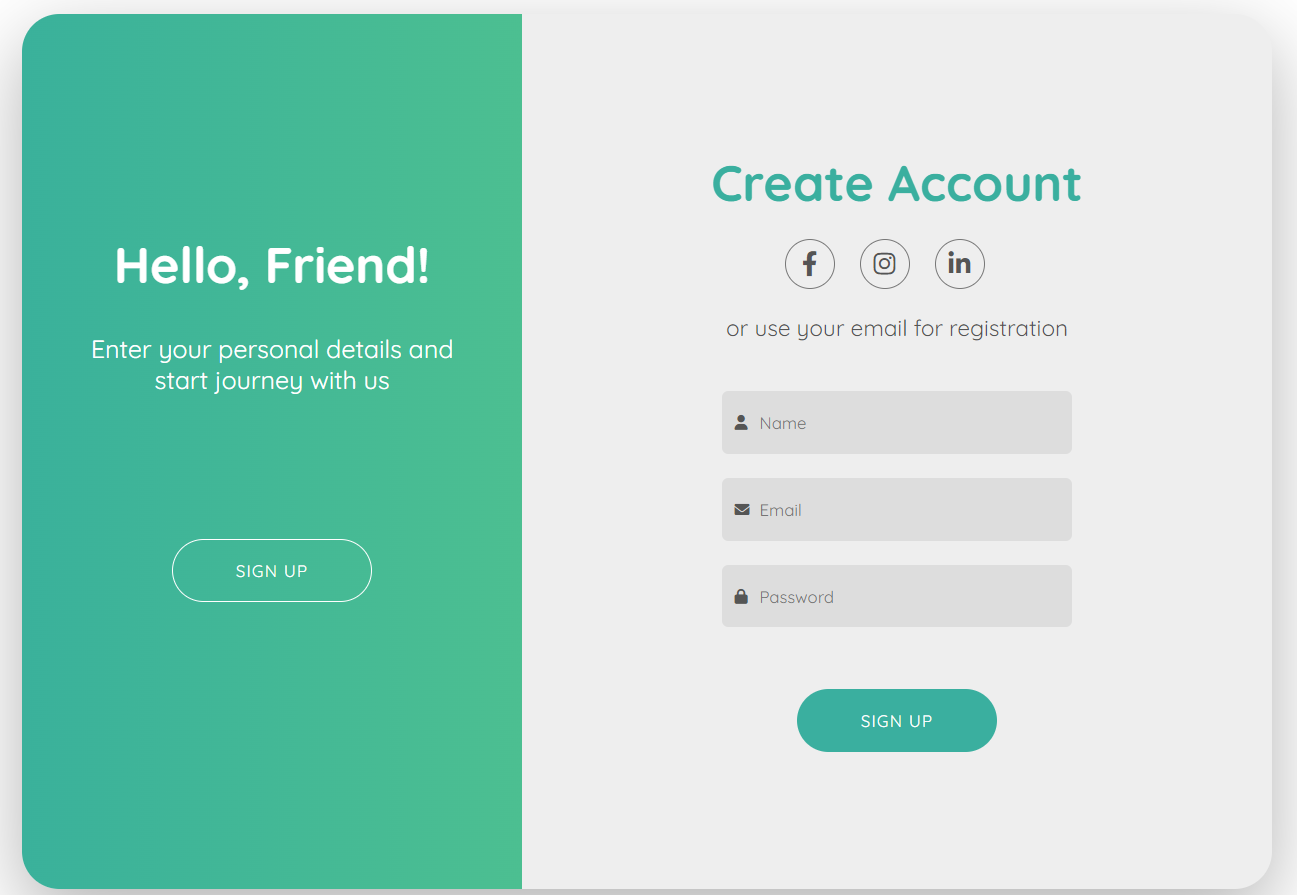 Hello, Friend!
Enter your personal details and
start journey with us
SIGN UP
Create Account
or use your email for registration
Name
Email
Password
SIGN UP